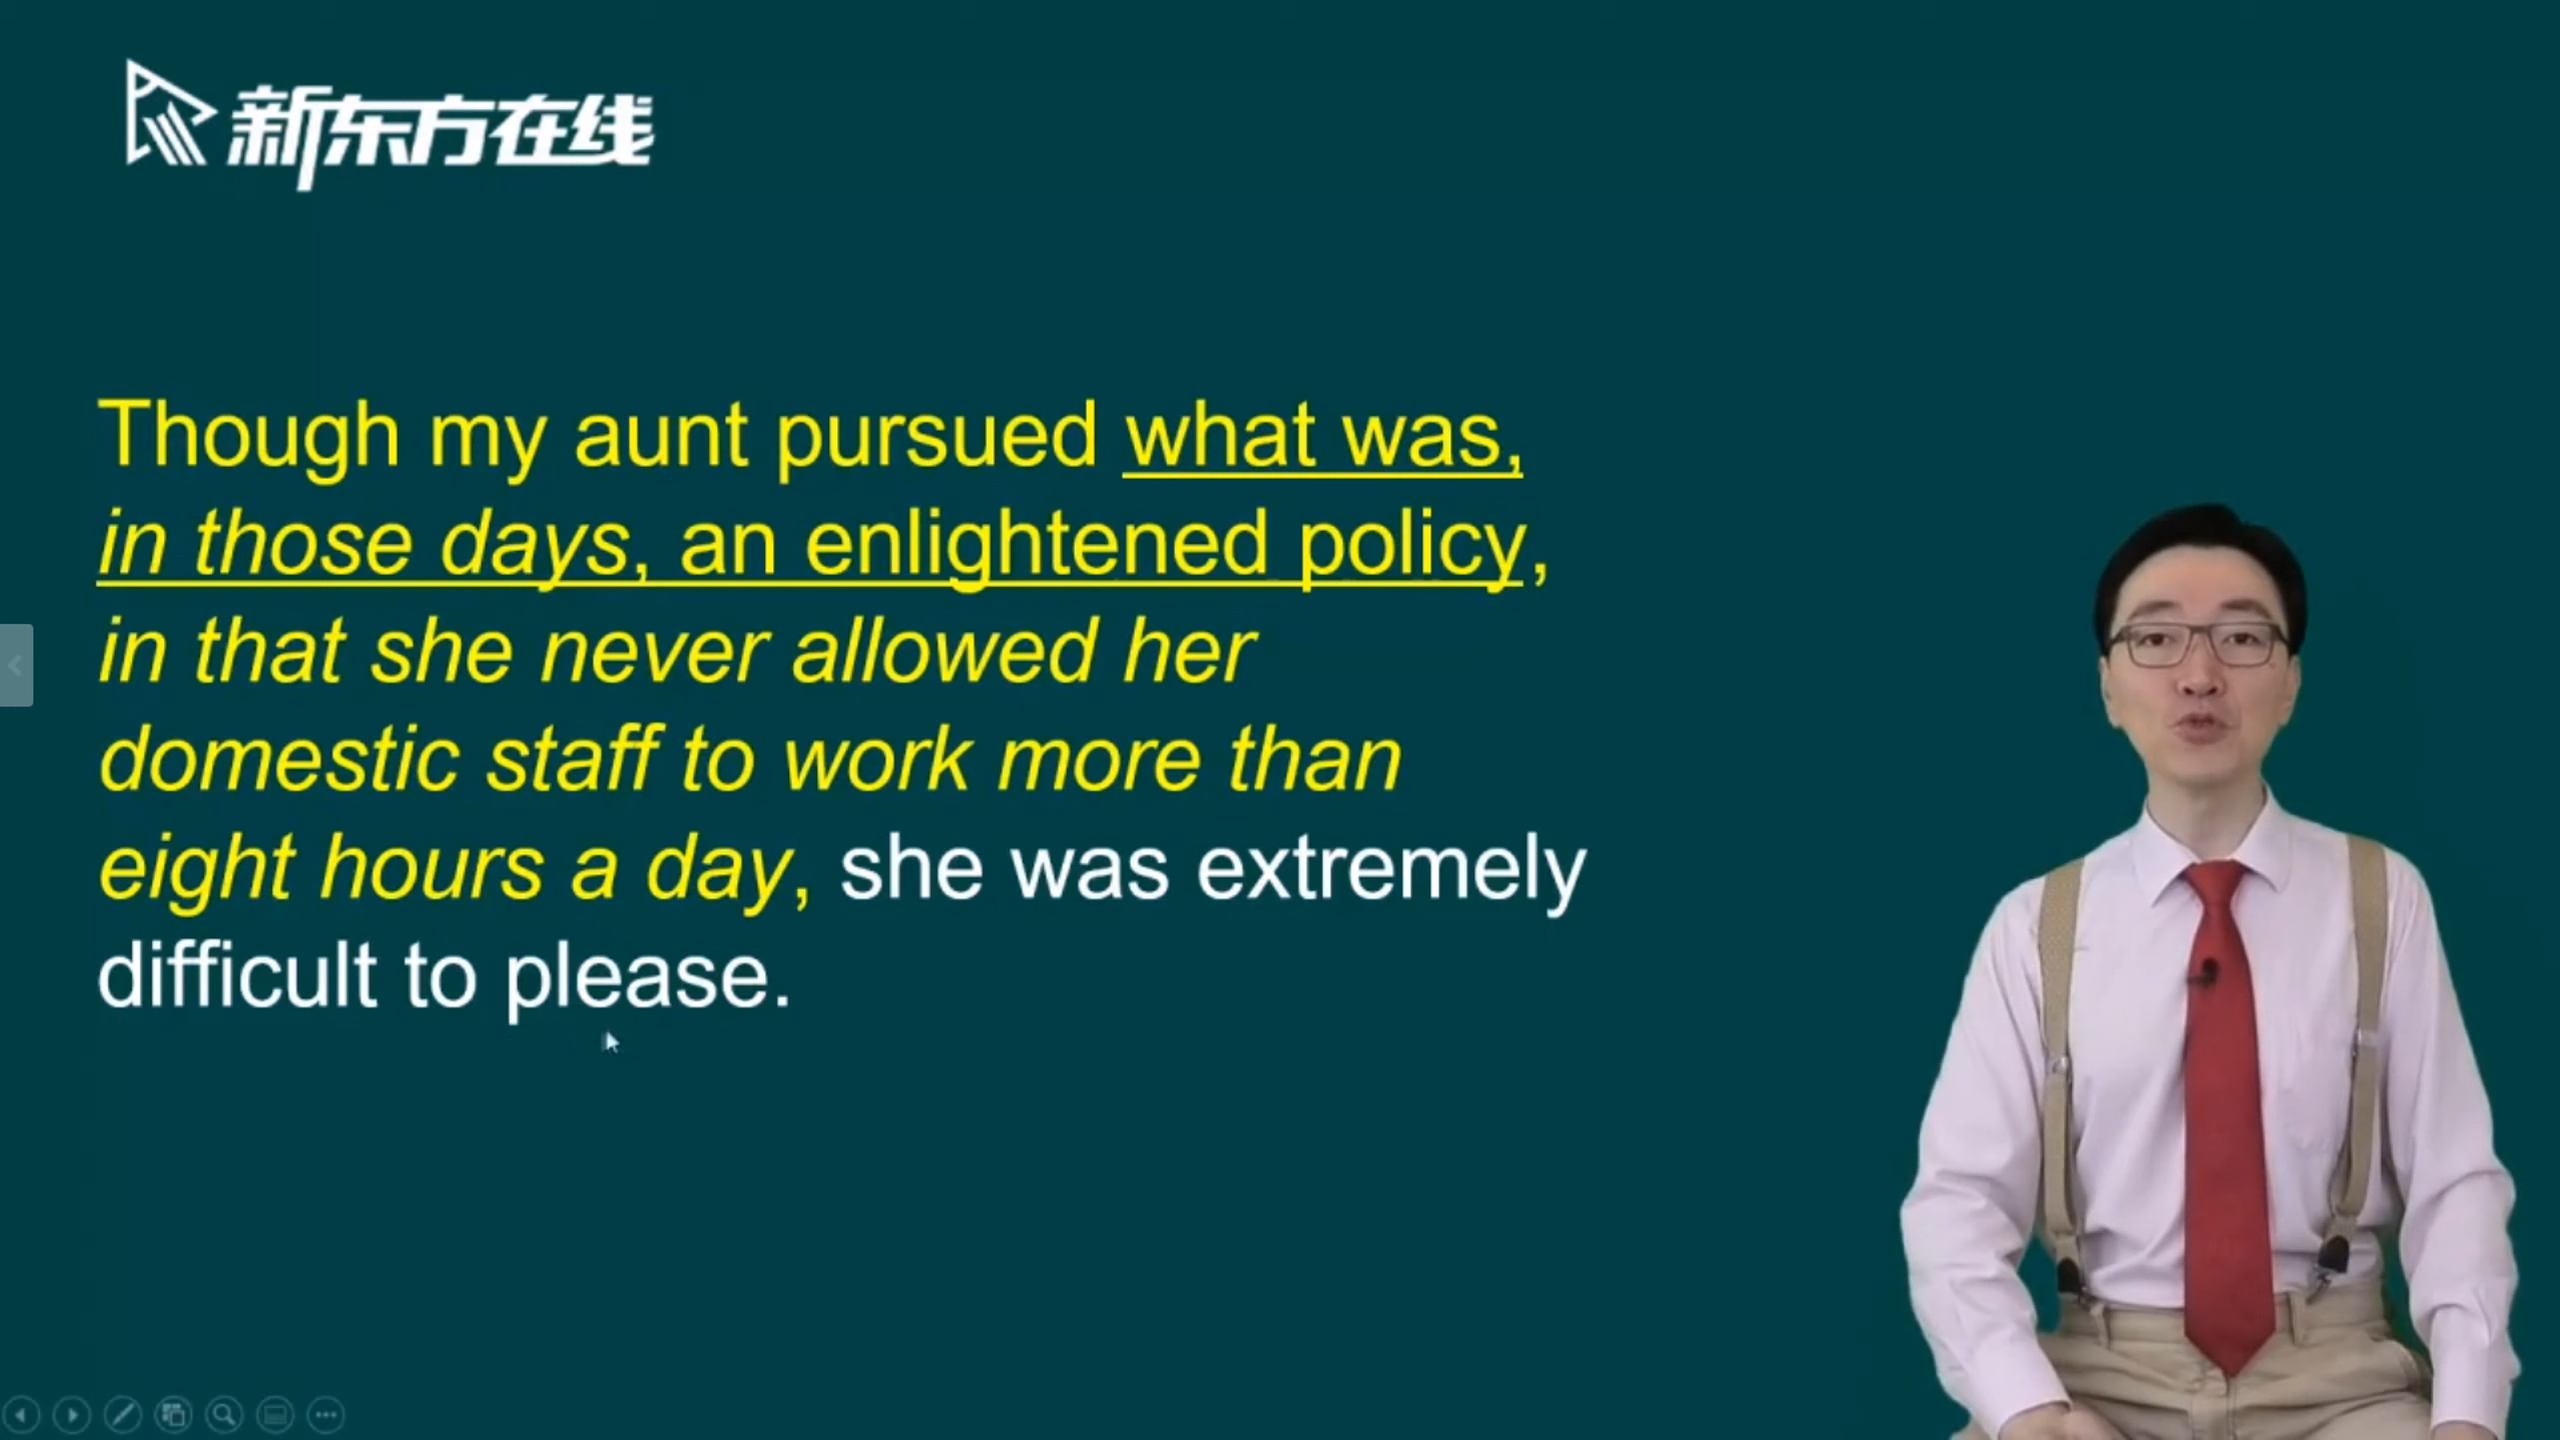 新东方在线
Though my aunt pursued what was,
in those days, an enlightened policy,
in that she never allowed her
domestic staff to work more than
eight hours a day, she was extremely
difficult to please.